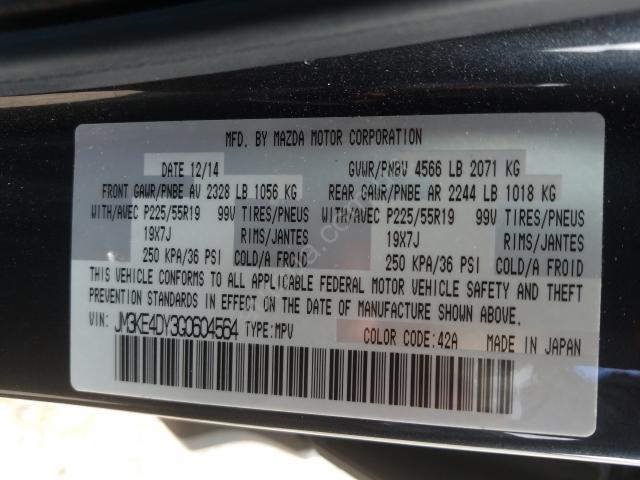 MFD. BY MAZDA MOTOR CORPORATION
DATE 12/14 GVWR/PNBV 4566 LB 2071 KG
FRONT GAWR/PNBE AV 2328 LB 1056 KG REAR GAWR/PNBE AR 2244 LB 1018 KG
WITH/AVEC P225/55R19 99V TIRES/PNEUS WITH/AVEC P225/55R19 99V TIRES/PNEUS
19X7J RIMS/JANTES 19X7J RIMS/JANTES
250 KPA/36 PSI COLD/A FROID 250 KPA/36 PSI COLD/A FROID
THIS VEHICLE CONFORMS TO ALL APPLICABLE FEDERAL MOTOR VEHICLE SAFETY AND THEFT
PREVENTION STANDARDS IN EFFECT ON THE DATE OF MANUFACTURE SHOWN ABOVE.
VIN: JM3KE4DY3G0604564 TYPE: MPV COLOR CODE: 42A MADE IN JAPAN